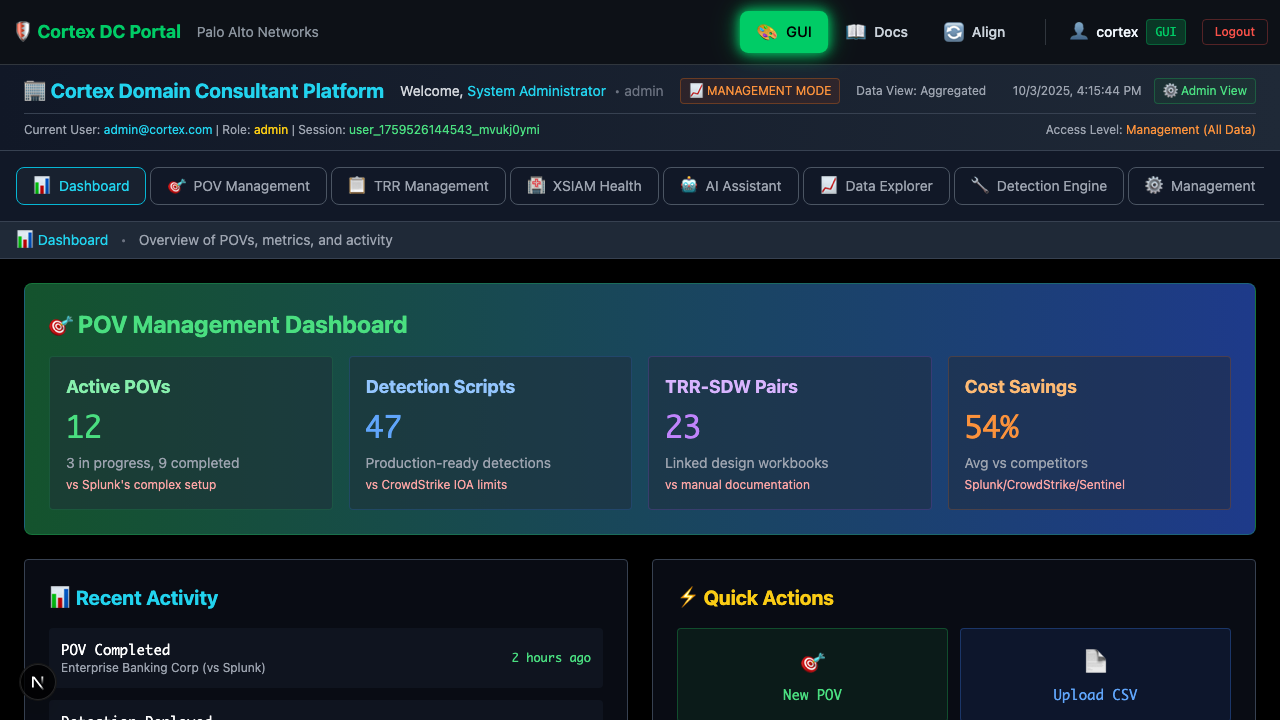 Cortex DC Portal
Palo Alto Networks
GUI
Docs
Align
cortex
GUI
Logout
Cortex Domain Consultant Platform
Welcome, System Administrator • admin
MANAGEMENT MODE
Data View: Aggregated
10/3/2025, 4:15:44 PM
Admin View
Current User: admin@cortex.com | Role: admin | Session: user_1759526144543_mvukj0ymi
Access Level: Management (All Data)
Dashboard
POV Management
TRR Management
XSIAM Health
AI Assistant
Data Explorer
Detection Engine
Management
Dashboard • Overview of POVs, metrics, and activity
POV Management Dashboard
Active POVs
12
3 in progress, 9 completed
vs Splunk's complex setup
Detection Scripts
47
Production-ready detections
vs CrowdStrike IOA limits
TRR-SDW Pairs
23
Linked design workbooks
vs manual documentation
Cost Savings
54%
Avg vs competitors
Splunk/CrowdStrike/Sentinel
Recent Activity
POV Completed
Enterprise Banking Corp (vs Splunk)
2 hours ago
Detection Deployed
Quick Actions
New POV
Upload CSV
N